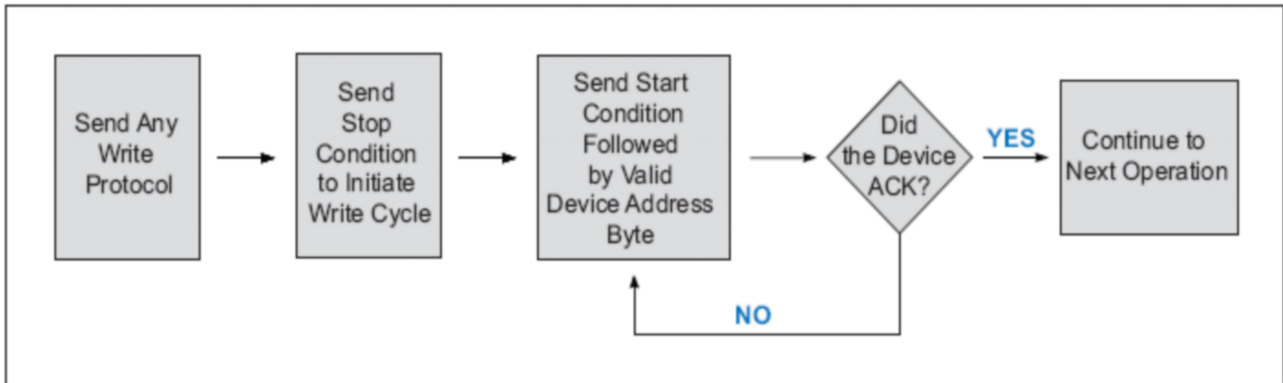 Send Any
Write
Protocol
Send
Stop
Condition
to Initiate
Write Cycle
Send Start
Condition
Followed
by Valid
Device Address
Byte
Did
the Device
ACK?
YES
NO
Continue to
Next Operation